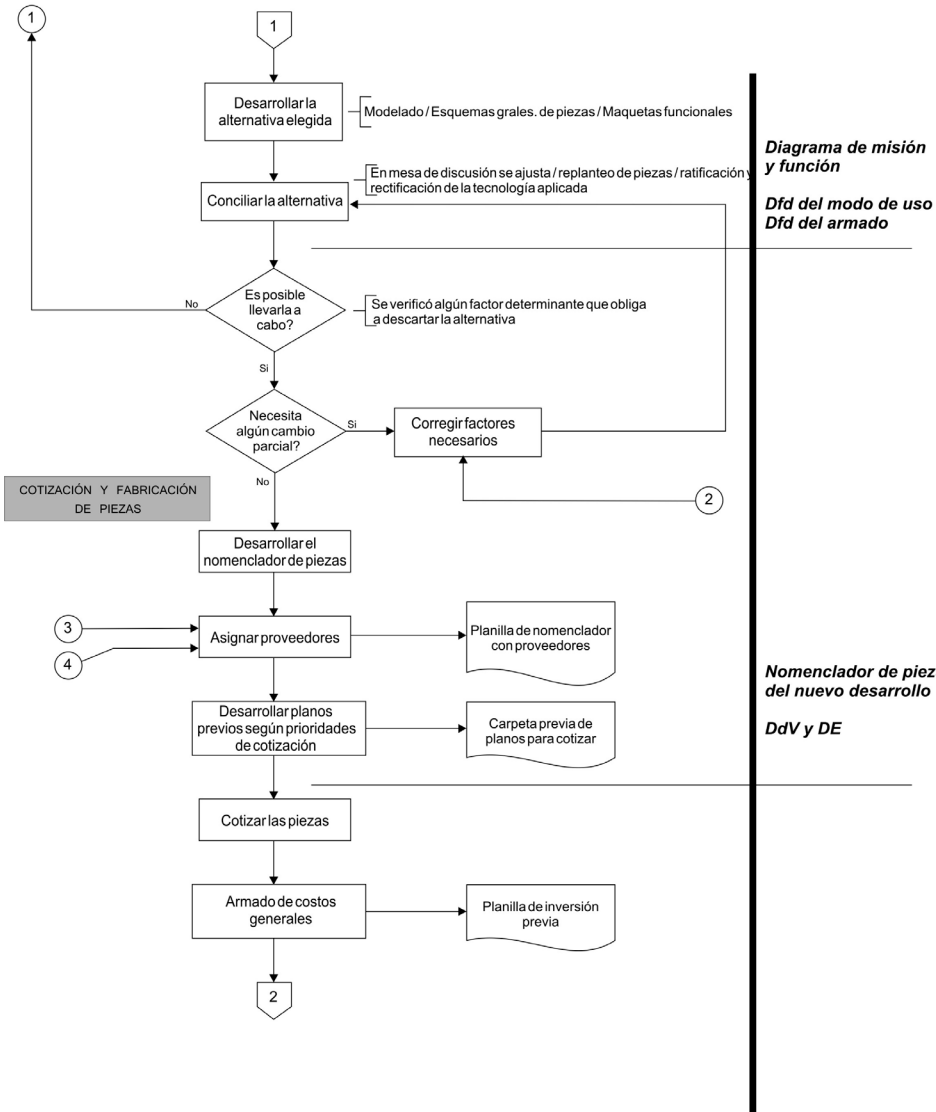 1
1
Desarrollar la
alternativa elegida
Modelado / Esquemas grales. de piezas / Maquetas funcionales
Diagrama de misión
y función
En mesa de discusión se ajusta / replanteo de piezas / ratificación y
rectificación de la tecnología aplicada
Conciliar la alternativa
Dfd del modo de uso
Dfd del armado
Es posible
llevarla a
cabo?
No
Se verificó algún factor determinante que obliga
a descartar la alternativa
Si
Necesita
algún cambio
parcial?
Si
Corregir factores
necesarios
No
COTIZACIÓN Y FABRICACIÓN
DE PIEZAS
2
Desarrollar el
nomenclador de piezas
3
Asignar proveedores
Planilla de nomenclador
con proveedores
4
Nomenclador de piez
del nuevo desarrollo
Desarrollar planos
previos según prioridades
de cotización
Carpeta previa de
planos para cotizar
DdV y DE
Cotizar las piezas
Armado de costos
generales
Planilla de inversión
previa
2